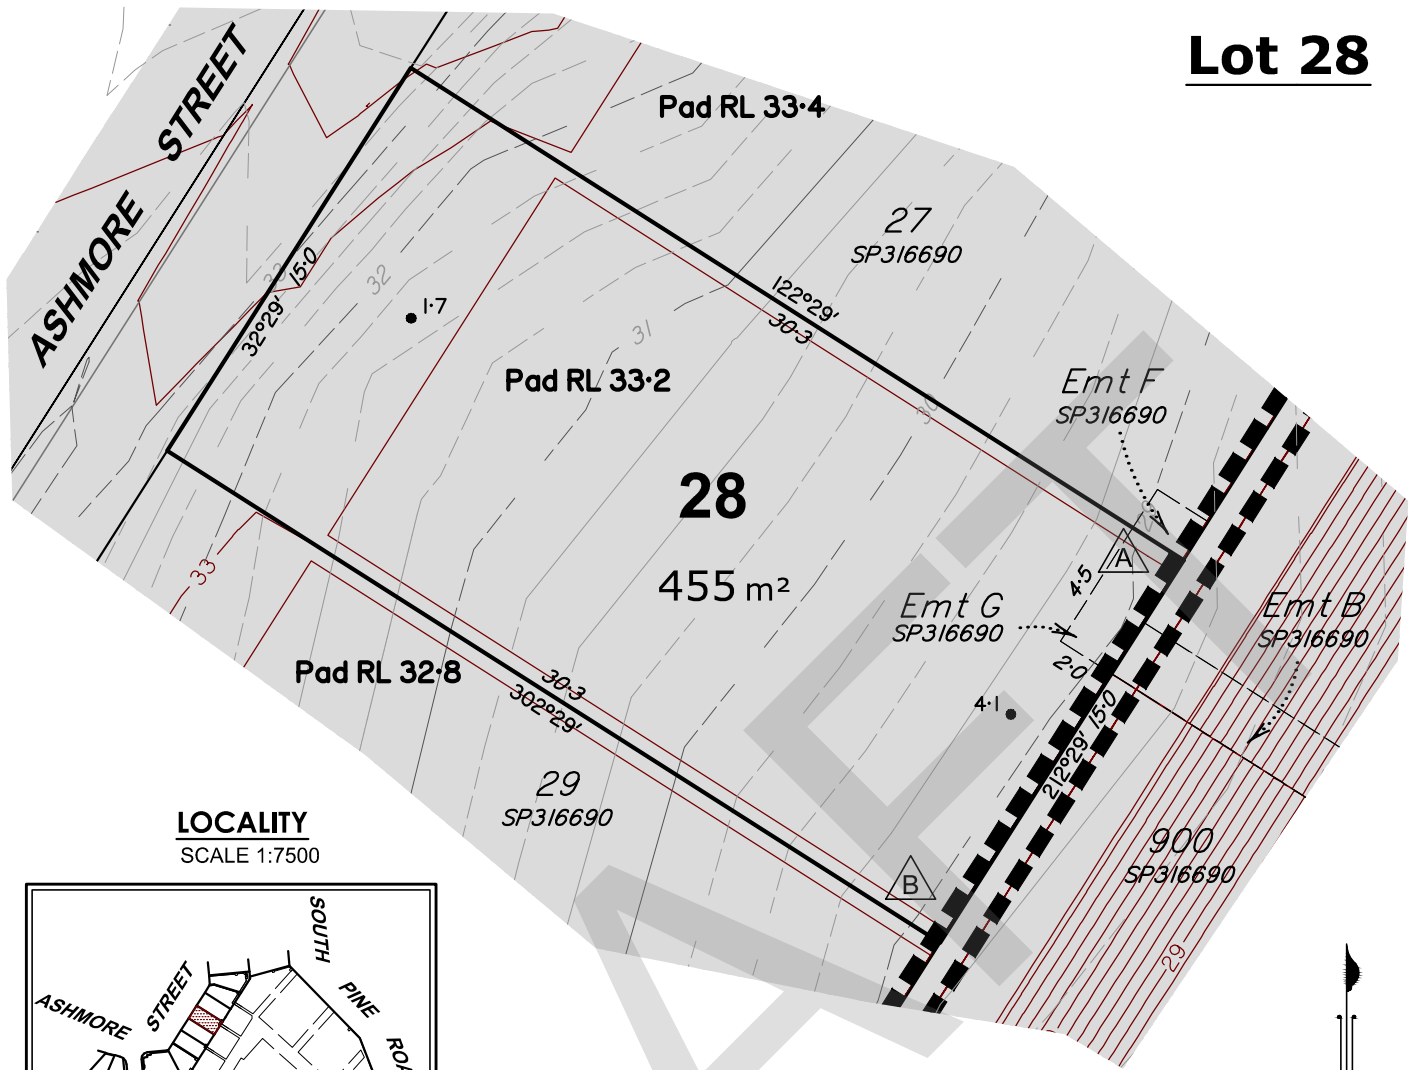 Lot 28
ASHMORE STREET
Pad RL 33·4
27
SP316690
33
32
31
30
32°29' 15·0
1·7
122°29'
30·3
Pad RL 33·2
Emt F
SP316690
28
455 m²
A
4·5
Emt G
SP316690
2·0
Emt B
SP316690
33
Pad RL 32·8
30·3
302°29'
4·1
212°29' 15·0
29
SP316690
B
900
SP316690
29
LOCALITY
SCALE 1:7500
SOUTH
PINE
ASHMORE
STREET